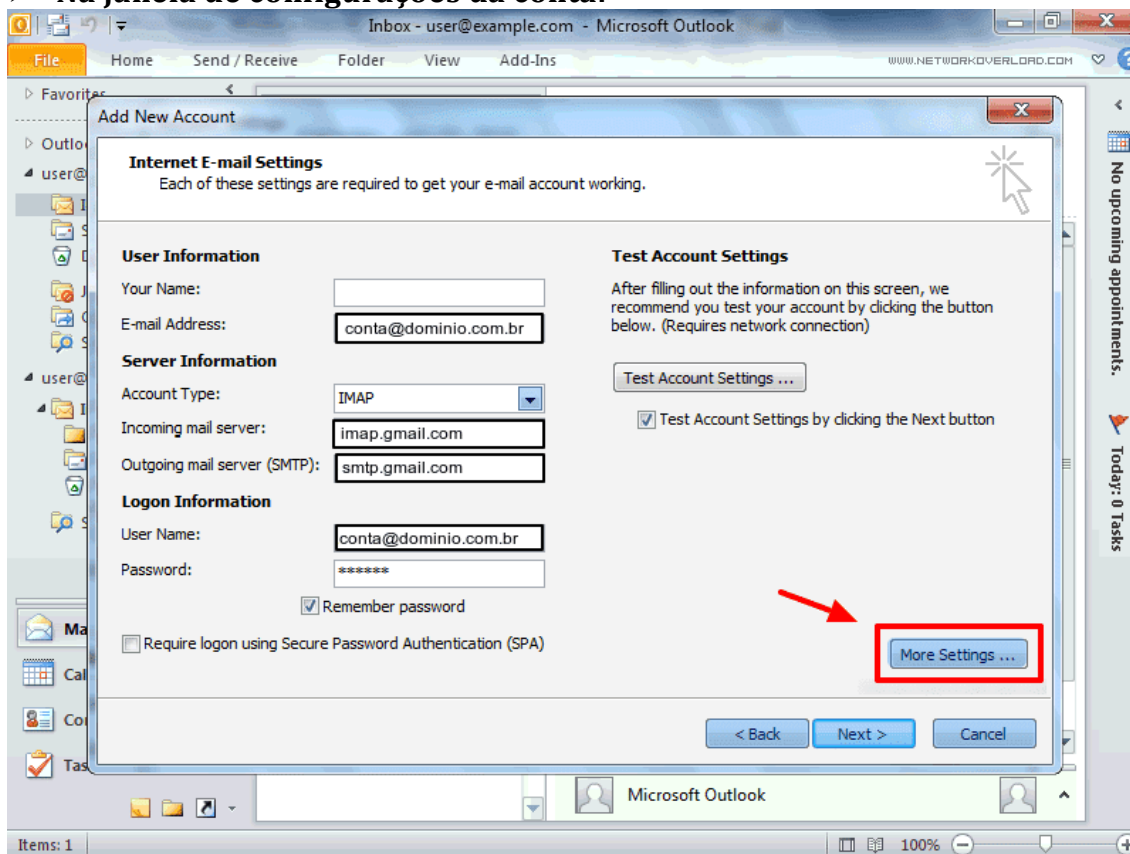 Na janela de configurações da conta:
Inbox - user@example.com - Microsoft Outlook
File Home Send / Receive Folder View Add-Ins WWW.NETWORKOVERLOAD.COM
Favorites
Add New Account
Internet E-mail Settings
Each of these settings are required to get your e-mail account working.
user@
User Information
Your Name:
E-mail Address: conta@dominio.com.br
Server Information
Account Type: IMAP
Incoming mail server: imap.gmail.com
Outgoing mail server (SMTP): smtp.gmail.com
Logon Information
User Name: conta@dominio.com.br
Password: ******
Remember password
Require logon using Secure Password Authentication (SPA)
Test Account Settings
After filling out the information on this screen, we
recommend you test your account by clicking the button
below. (Requires network connection)
Test Account Settings ...
Test Account Settings by clicking the Next button
More Settings ...
< Back Next > Cancel
user@
Ma
Cal
Co
Tas
No upcoming appointments.
Today: 0 Tasks
Microsoft Outlook
Items: 1
100%